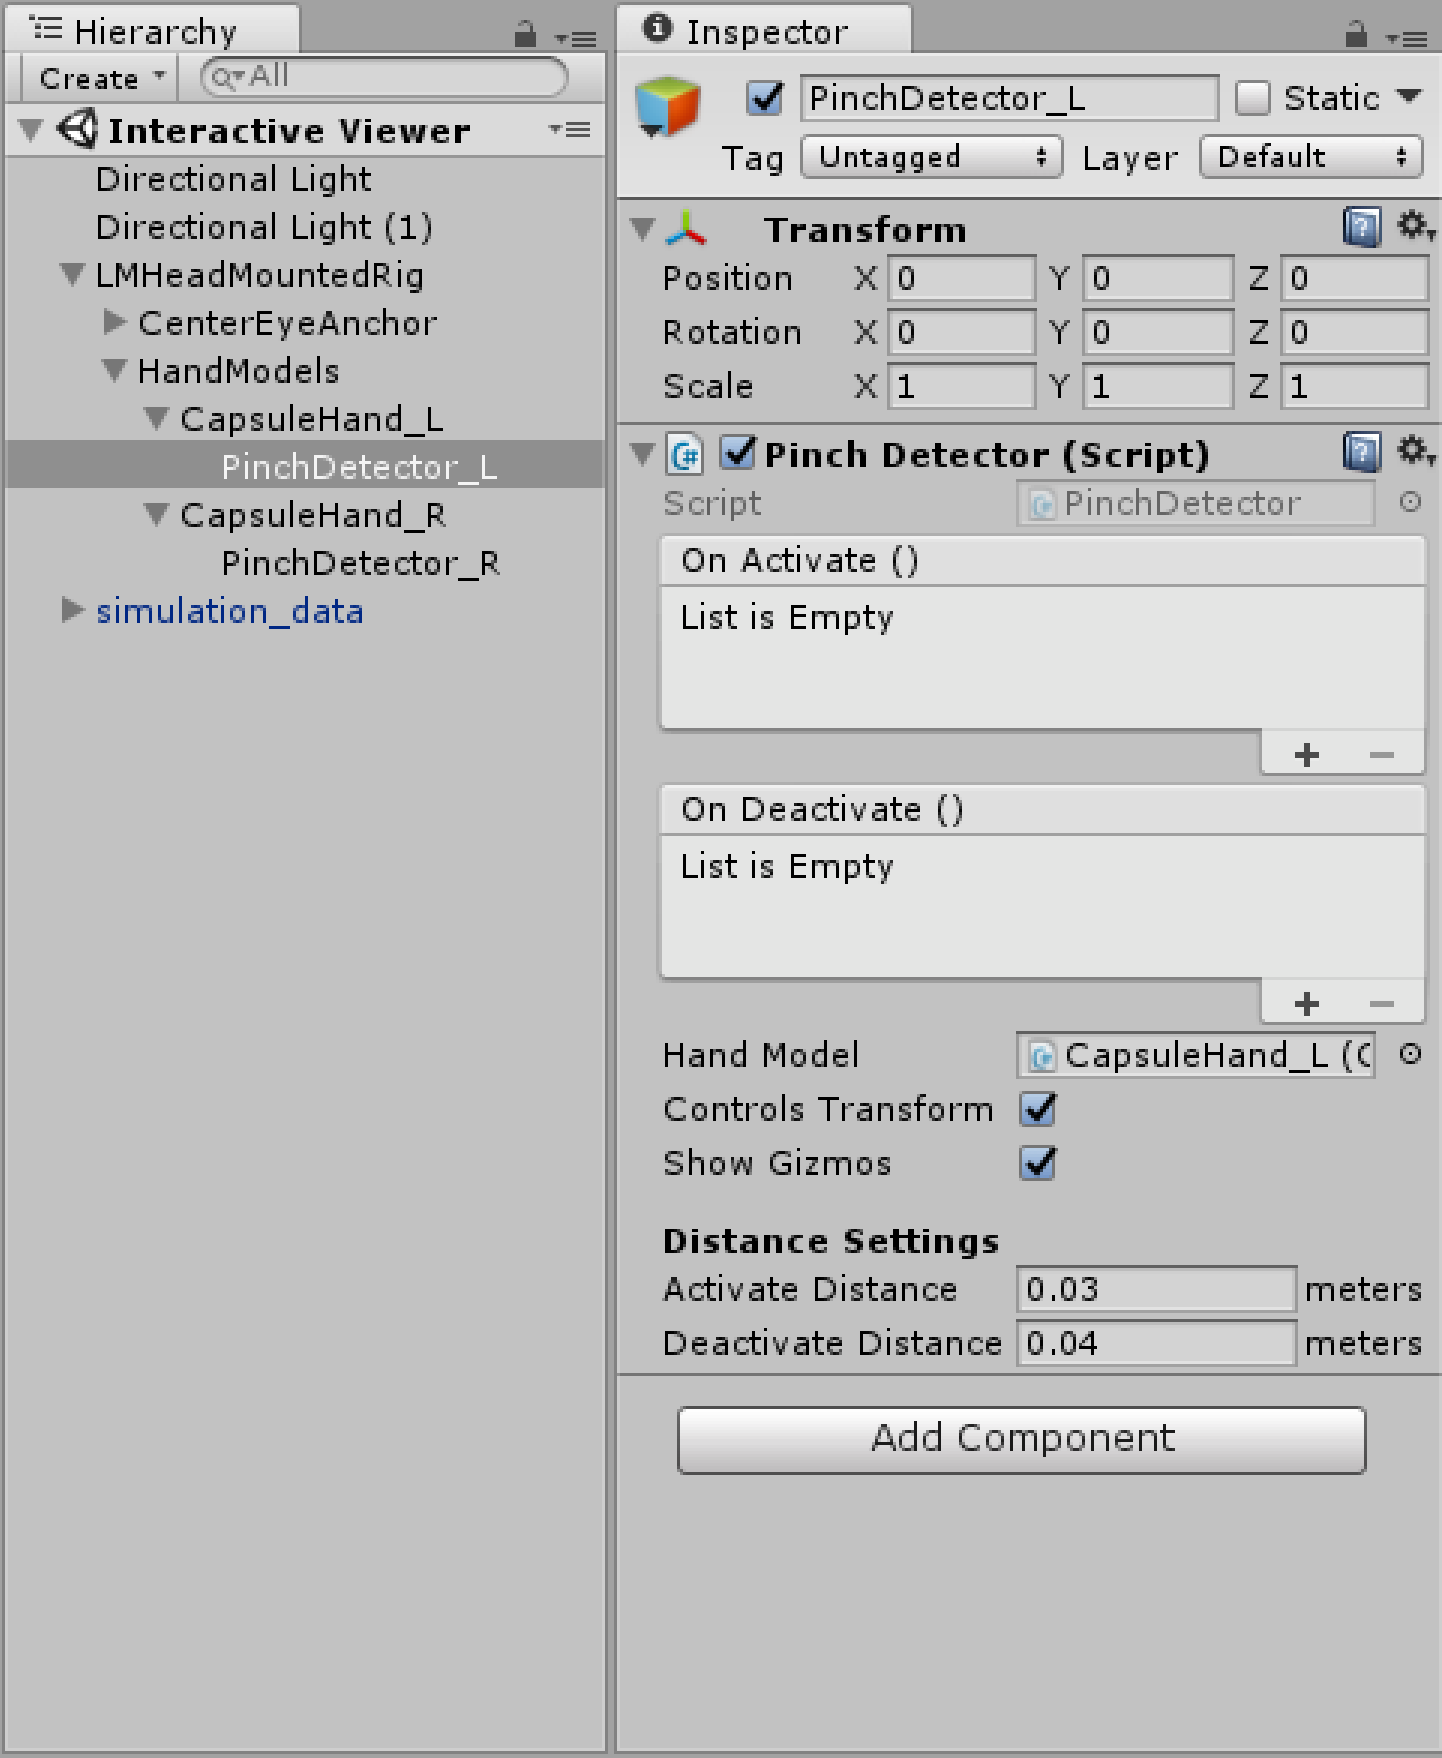 Hierarchy
Create
All
Interactive Viewer
Directional Light
Directional Light (1)
LMHeadMountedRig
CenterEyeAnchor
HandModels
CapsuleHand_L
PinchDetector_L
CapsuleHand_R
PinchDetector_R
simulation_data
Inspector
PinchDetector_L Static
Tag Untagged Layer Default
Transform
Position X 0 Y 0 Z 0
Rotation X 0 Y 0 Z 0
Scale X 1 Y 1 Z 1
C# Pinch Detector (Script)
Script PinchDetector
On Activate ()
List is Empty
+ −
On Deactivate ()
List is Empty
+ −
Hand Model CapsuleHand_L (C
Controls Transform
Show Gizmos
Distance Settings
Activate Distance 0.03 meters
Deactivate Distance 0.04 meters
Add Component